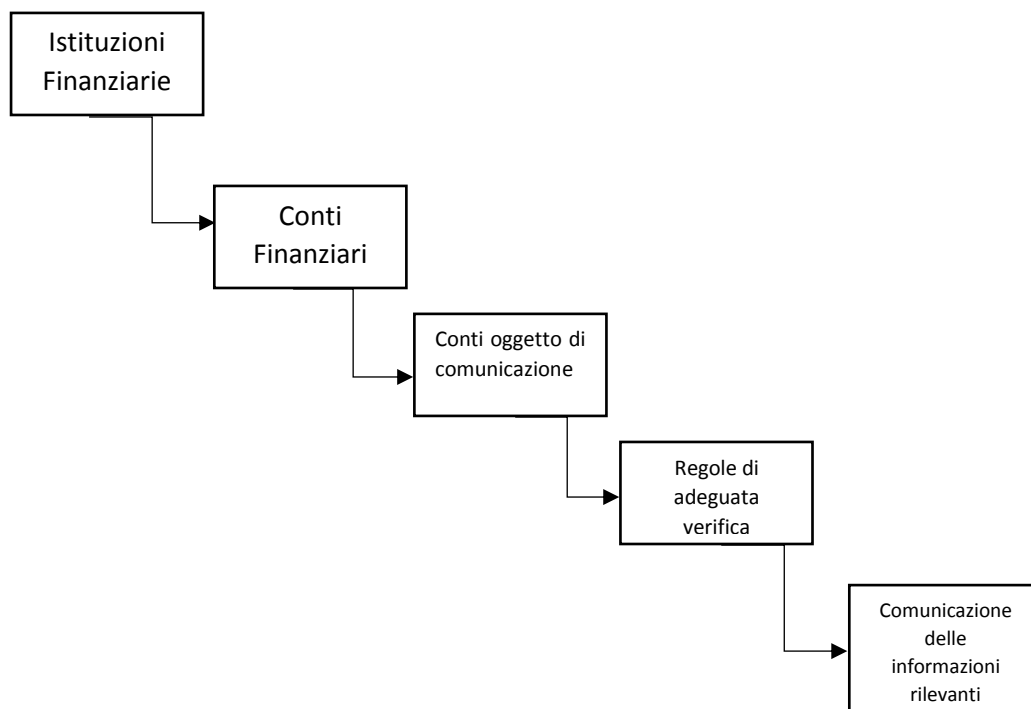 Istituzioni
Finanziarie
Conti
Finanziari
Conti oggetto di
comunicazione
Regole di
adeguata
verifica
Comunicazione
delle
informazioni
rilevanti